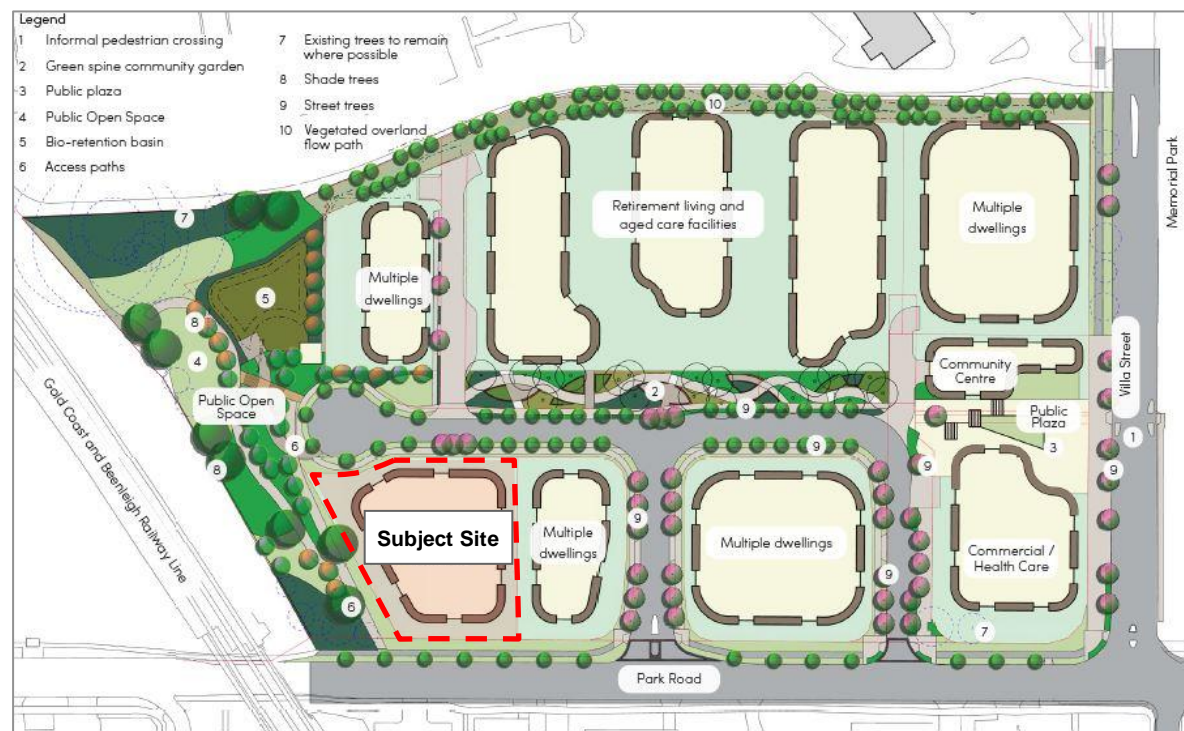 Legend
1 Informal pedestrian crossing
2 Green spine community garden
3 Public plaza
4 Public Open Space
5 Bio-retention basin
6 Access paths
7 Existing trees to remain
where possible
8 Shade trees
9 Street trees
10 Vegetated overland
flow path
10
7
Retirement living and
aged care facilities
Multiple
dwellings
Memorial Park
Multiple
dwellings
5
8
4
Community
Centre
Villa Street
2
Public Open
Space
9
Public
Plaza
1
6
9
3
9
9
8
Gold Coast and Beenleigh Railway Line
Subject Site
9
Multiple
dwellings
Multiple dwellings
Commercial /
Health Care
9
6
7
Park Road